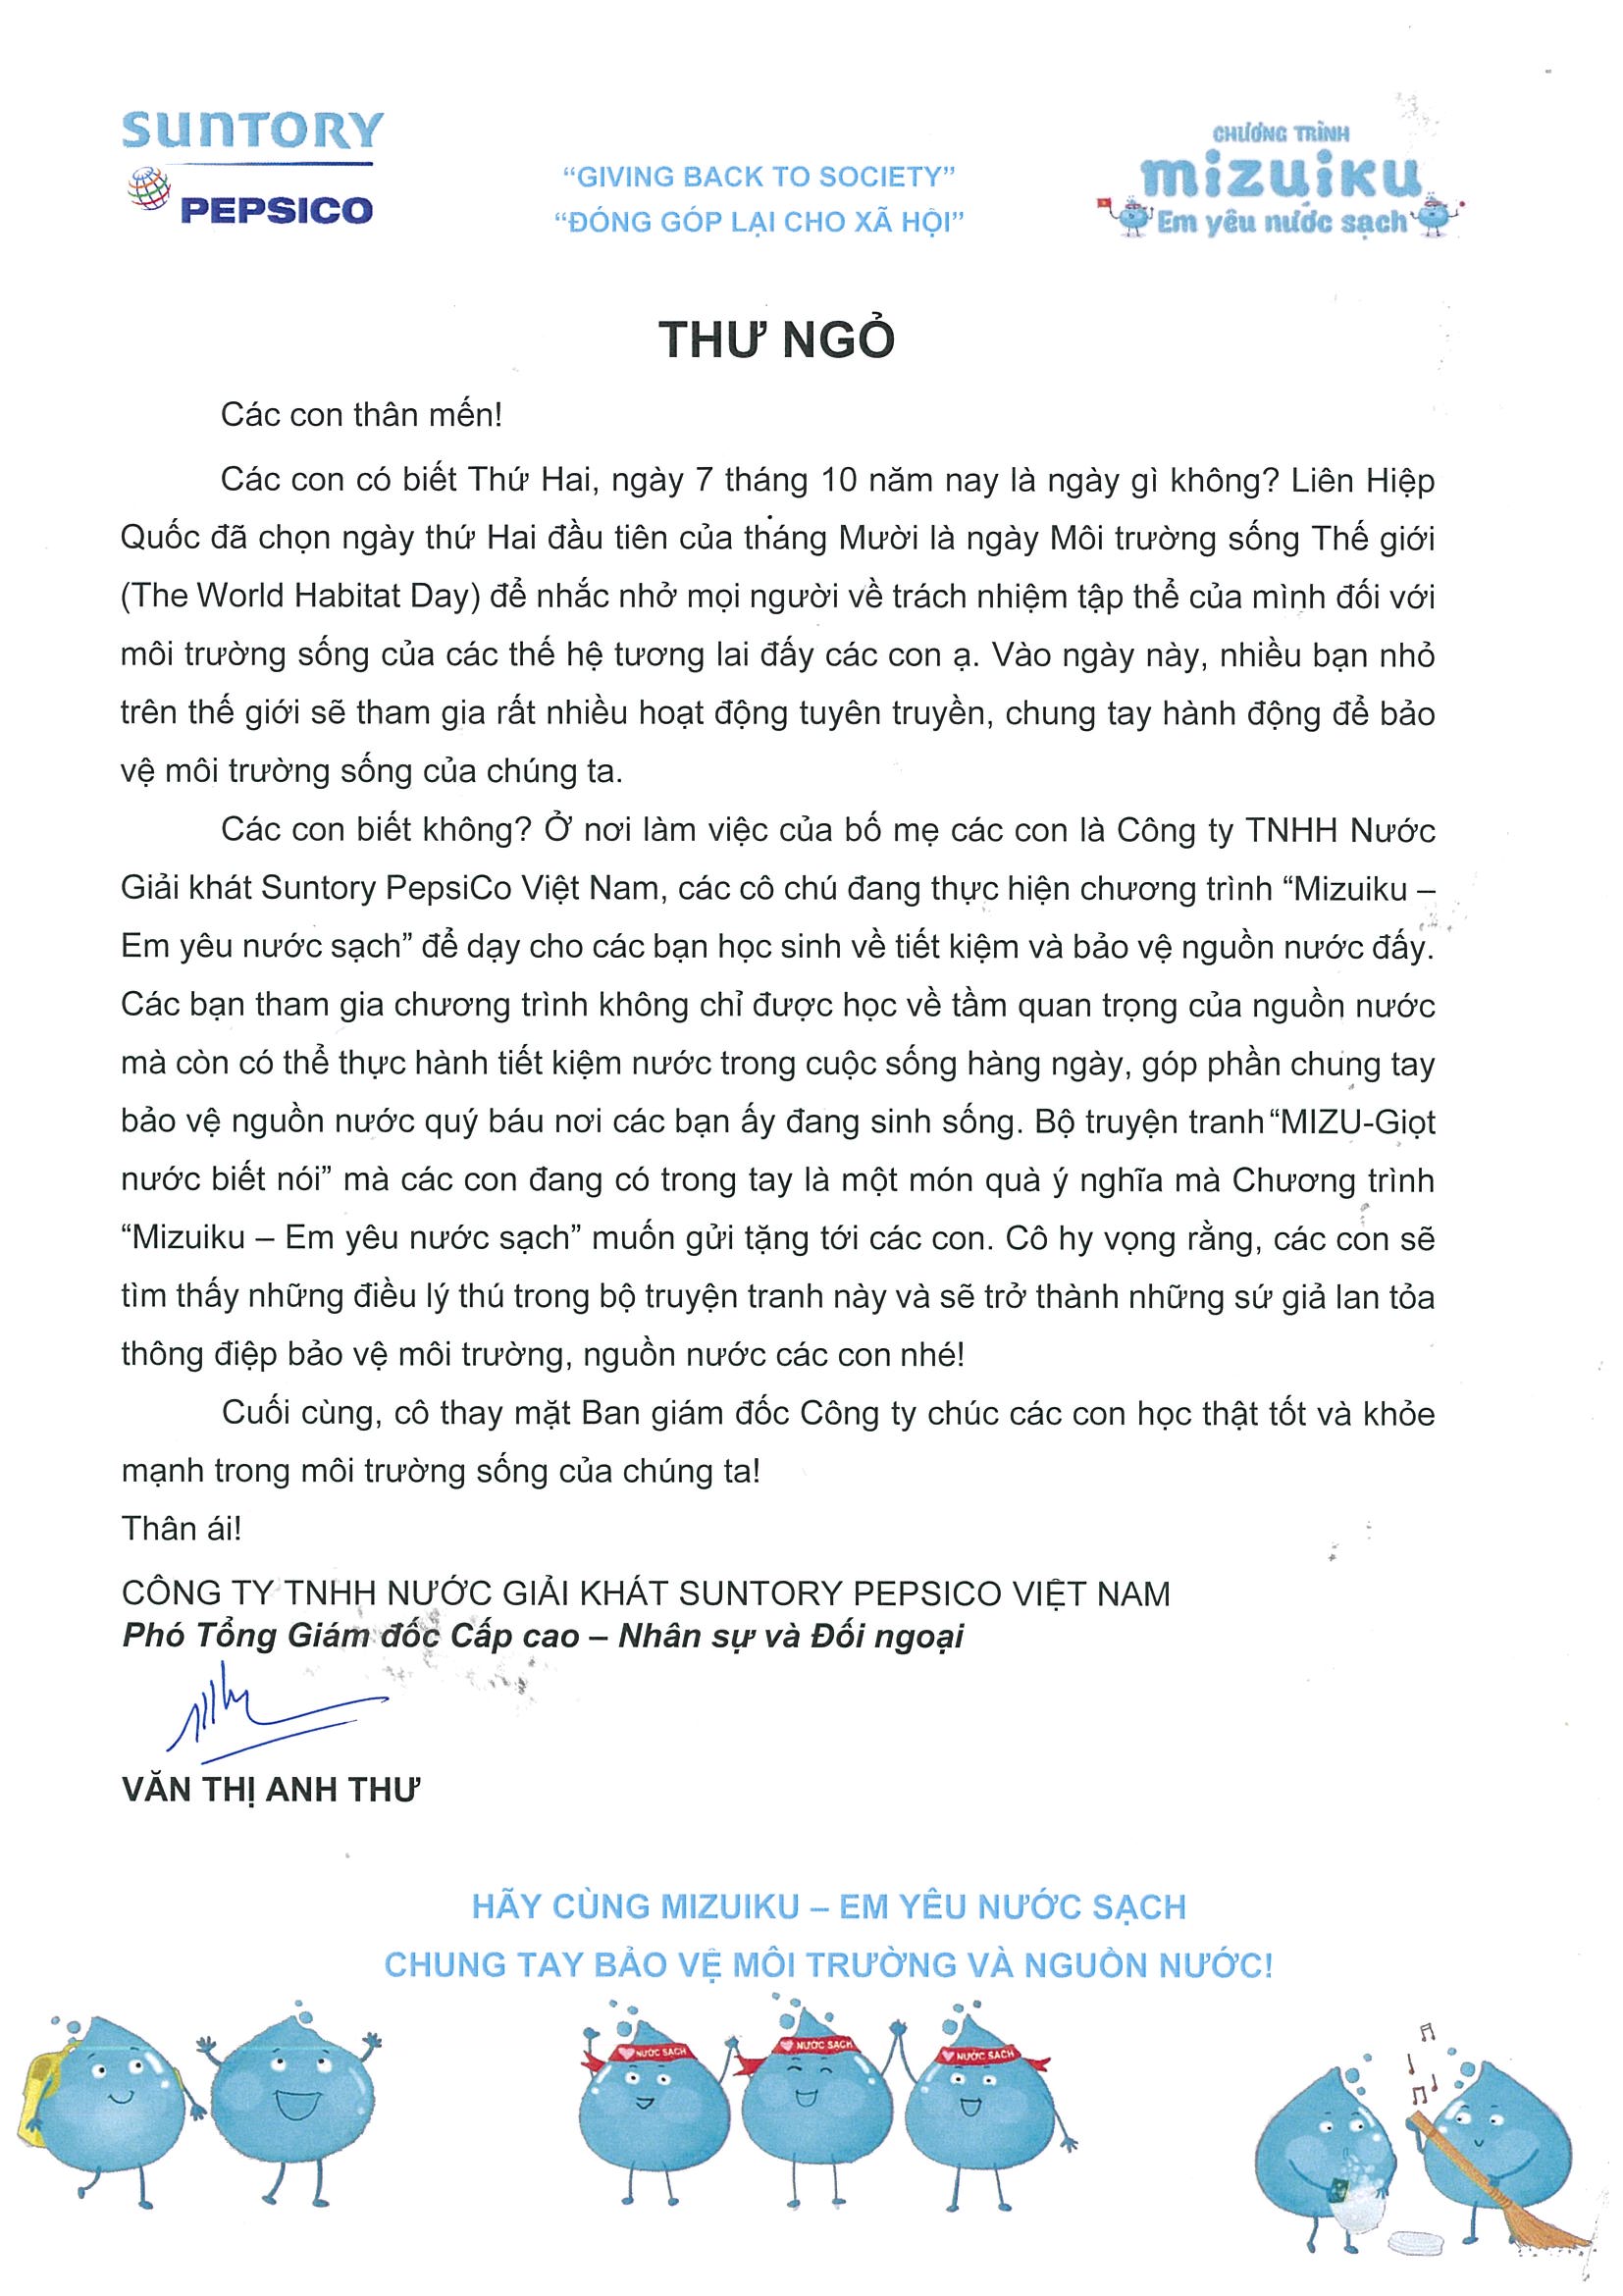 SUNTORY
PEPSICO
“GIVING BACK TO SOCIETY”
“ĐÓNG GÓP LẠI CHO XÃ HỘI”
CHƯƠNG TRÌNH
mizuiku
Em yêu nước sạch
THƯ NGỎ
Các con thân mến!
Các con có biết Thứ Hai, ngày 7 tháng 10 năm nay là ngày gì không? Liên Hiệp
Quốc đã chọn ngày thứ Hai đầu tiên của tháng Mười là ngày Môi trường sống Thế giới
(The World Habitat Day) để nhắc nhở mọi người về trách nhiệm tập thể của mình đối với
môi trường sống của các thế hệ tương lai đấy các con ạ. Vào ngày này, nhiều bạn nhỏ
trên thế giới sẽ tham gia rất nhiều hoạt động tuyên truyền, chung tay hành động để bảo
vệ môi trường sống của chúng ta.
Các con biết không? Ở nơi làm việc của bố mẹ các con là Công ty TNHH Nước
Giải khát Suntory PepsiCo Việt Nam, các cô chú đang thực hiện chương trình “Mizuiku –
Em yêu nước sạch” để dạy cho các bạn học sinh về tiết kiệm và bảo vệ nguồn nước đấy.
Các bạn tham gia chương trình không chỉ được học về tầm quan trọng của nguồn nước
mà còn có thể thực hành tiết kiệm nước trong cuộc sống hàng ngày, góp phần chung tay
bảo vệ nguồn nước quý báu nơi các bạn ấy đang sinh sống. Bộ truyện tranh “MIZU-Giọt
nước biết nói” mà các con đang có trong tay là một món quà ý nghĩa mà Chương trình
“Mizuiku – Em yêu nước sạch” muốn gửi tặng tới các con. Cô hy vọng rằng, các con sẽ
tìm thấy những điều lý thú trong bộ truyện tranh này và sẽ trở thành những sứ giả lan tỏa
thông điệp bảo vệ môi trường, nguồn nước các con nhé!
Cuối cùng, cô thay mặt Ban giám đốc Công ty chúc các con học thật tốt và khỏe
mạnh trong môi trường sống của chúng ta!
Thân ái!
CÔNG TY TNHH NƯỚC GIẢI KHÁT SUNTORY PEPSICO VIỆT NAM
Phó Tổng Giám đốc Cấp cao – Nhân sự và Đối ngoại
VĂN THỊ ANH THƯ
HÃY CÙNG MIZUIKU – EM YÊU NƯỚC SẠCH
CHUNG TAY BẢO VỆ MÔI TRƯỜNG VÀ NGUỒN NƯỚC!
NƯỚC SẠCH
NƯỚC SẠCH
NƯỚC SẠCH